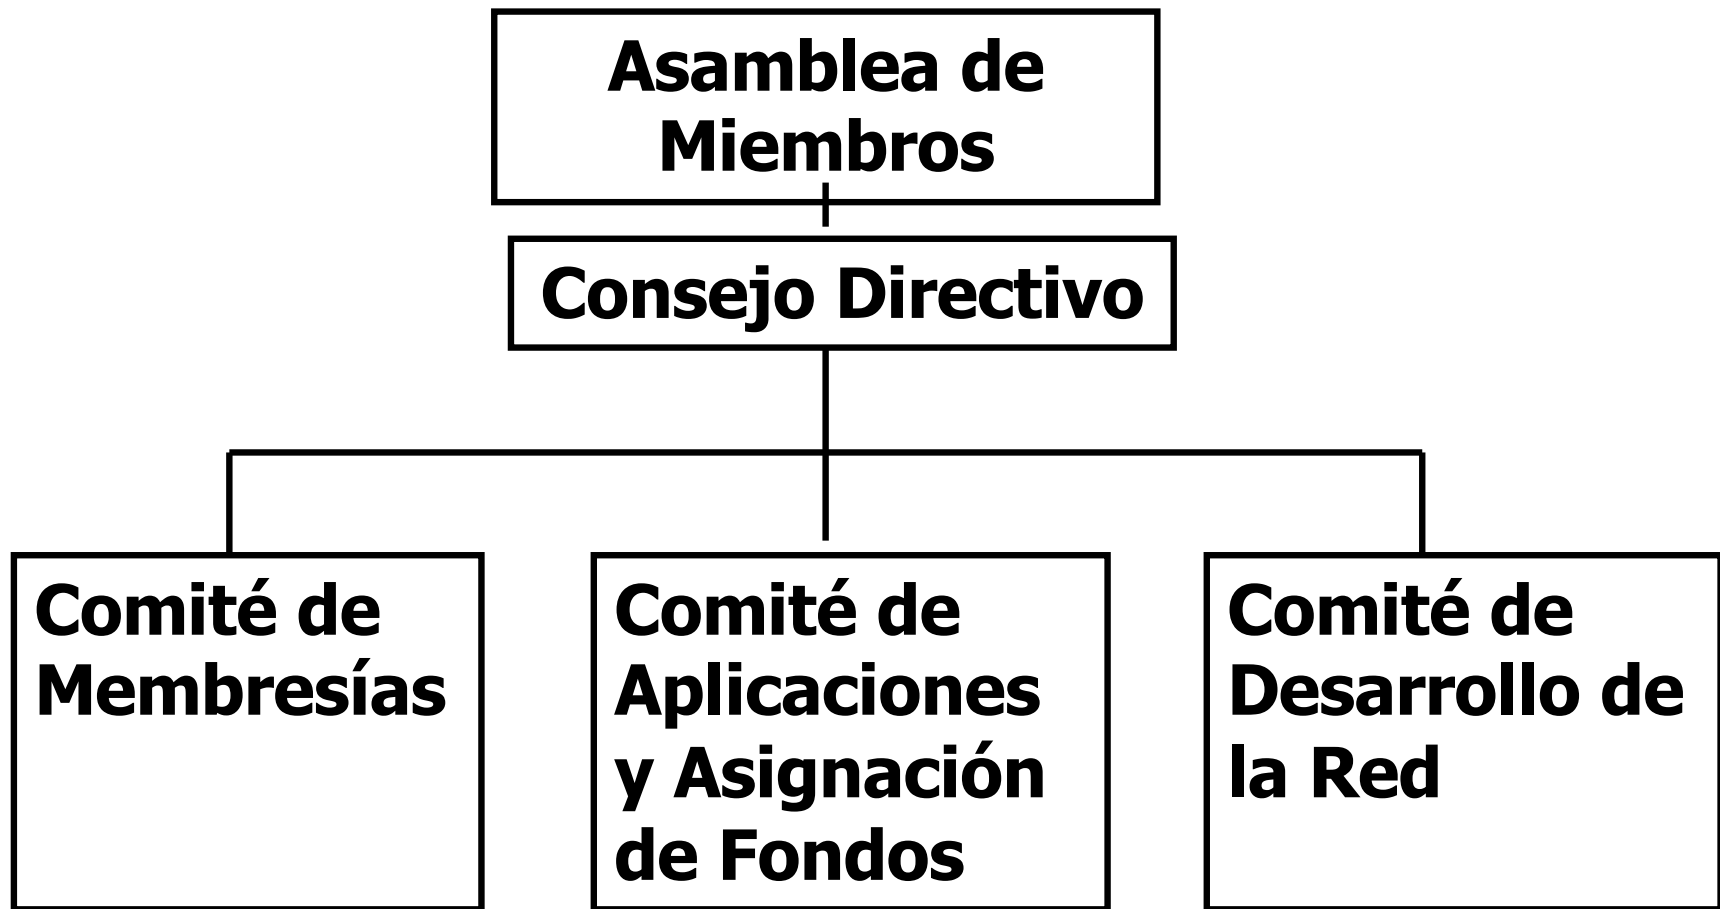 Asamblea de
Miembros
Consejo Directivo
Comité de
Membresías
Comité de
Aplicaciones
y Asignación
de Fondos
Comité de
Desarrollo de
la Red